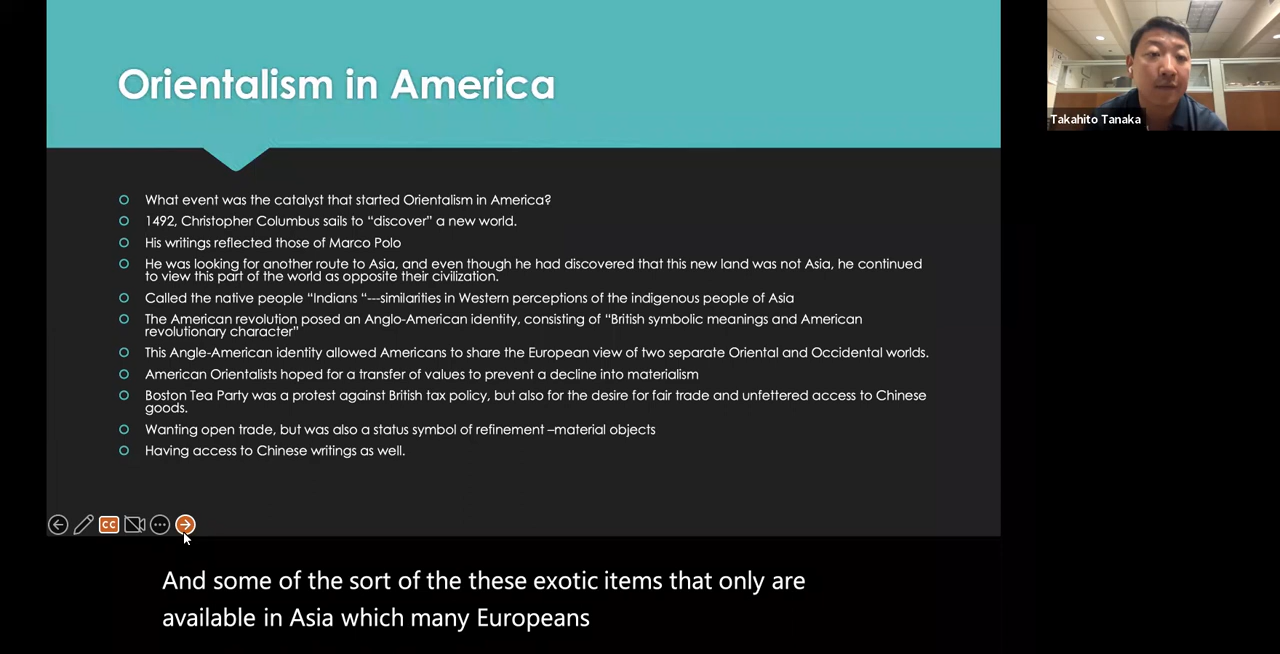 Orientalism in America
Takahito Tanaka
What event was the catalyst that started Orientalism in America?
1492, Christopher Columbus sails to “discover” a new world.
His writings reflected those of Marco Polo
He was looking for another route to Asia, and even though he had discovered that this new land was not Asia, he continued
to view this part of the world as opposite their civilization.
Called the native people “Indians “---similarities in Western perceptions of the indigenous people of Asia
The American revolution posed an Anglo-American identity, consisting of “British symbolic meanings and American
revolutionary character”
This Angle-American identity allowed Americans to share the European view of two separate Oriental and Occidental worlds.
American Orientalists hoped for a transfer of values to prevent a decline into materialism
Boston Tea Party was a protest against British tax policy, but also for the desire for fair trade and unfettered access to Chinese
goods.
Wanting open trade, but was also a status symbol of refinement –material objects
Having access to Chinese writings as well.
CC
And some of the sort of the these exotic items that only are
available in Asia which many Europeans